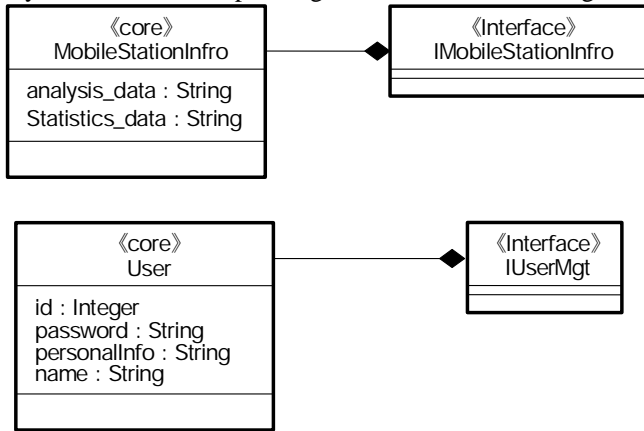 《core》
MobileStationInfro
analysis_data : String
Statistics_data : String
《Interface》
IMobileStationInfro
《core》
User
id : Integer
password : String
personalInfo : String
name : String
《Interface》
IUserMgt